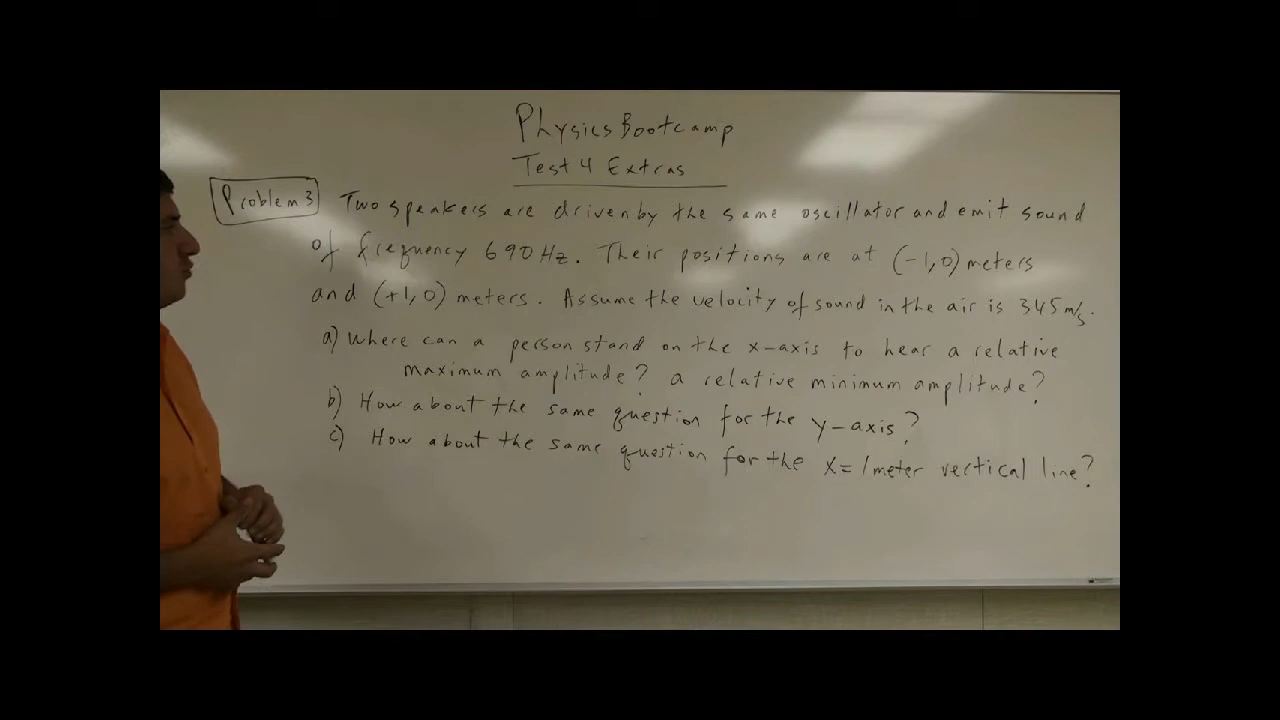 Physics Bootcamp
Test 4 Extras
Problem 3 Two speakers are driven by the same oscillator and emit sound
of frequency 690 Hz. Their positions are at (-1,0) meters
and (+1,0) meters. Assume the velocity of sound in the air is 345 m/s.
a) Where can a person stand on the x-axis to hear a relative
maximum amplitude? a relative minimum amplitude?
b) How about the same question for the y-axis?
c) How about the same question for the x=1meter vertical line?